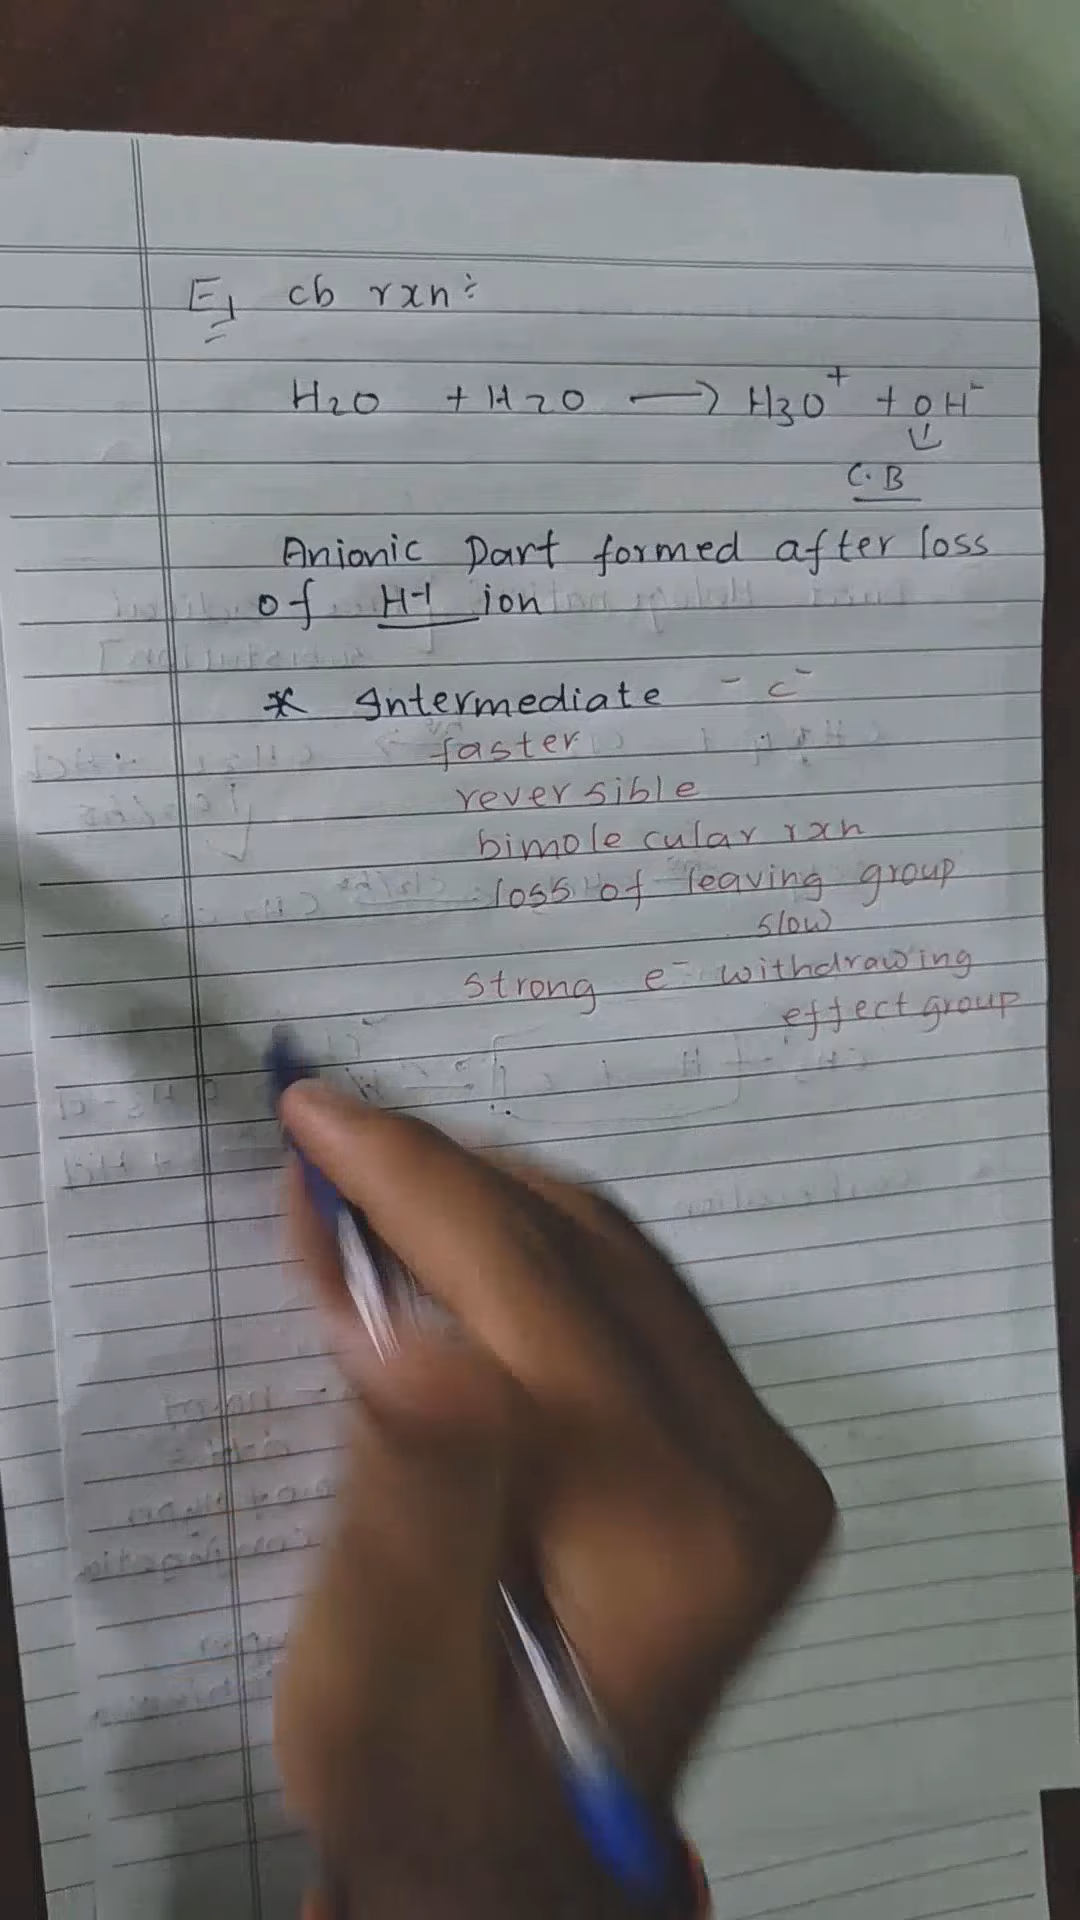 E1 cb rxn÷
H2O + H2O ⟶ H3O⁺ + OH⁻
C.B
Anionic Part formed after loss
of H+ ion
* Intermediate - c⁻
faster
reversible
bimolecular rxn
loss of leaving group
slow
strong e⁻ withdrawing
effect group